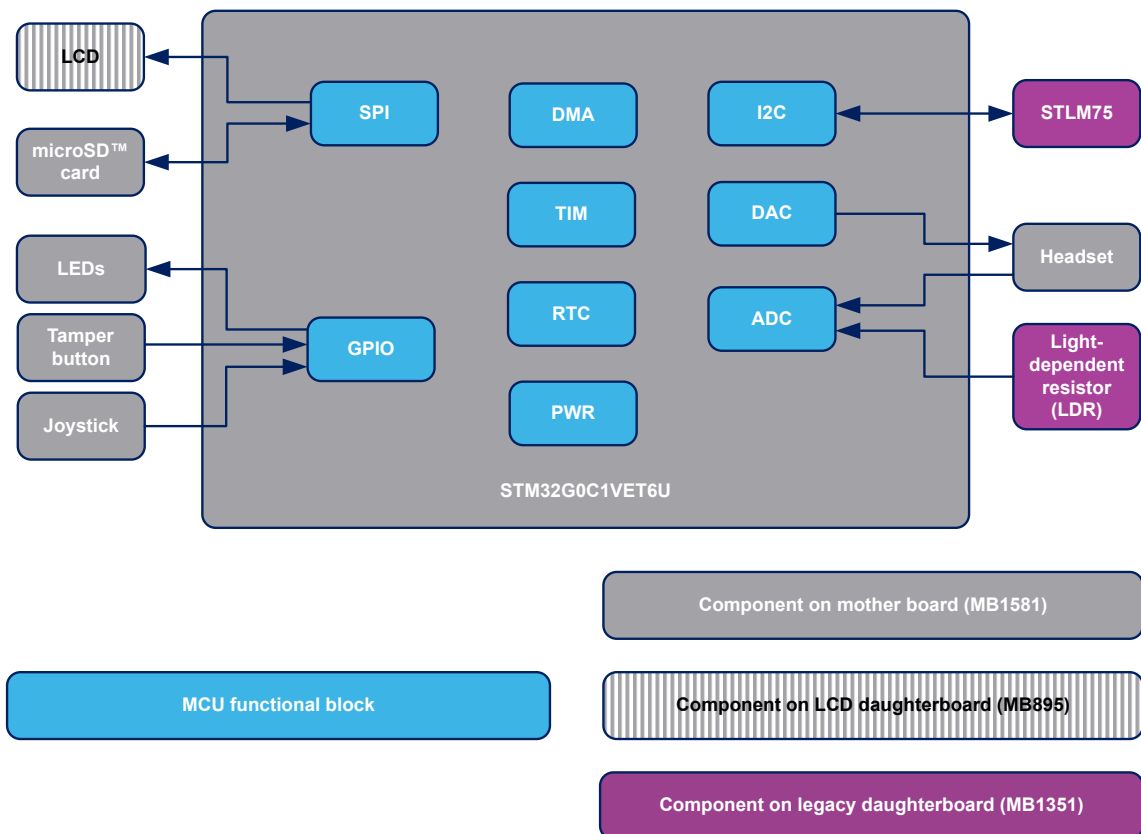 LCD
SPI
DMA
I2C
STLM75
microSD™
card
TIM
DAC
LEDs
Headset
RTC
ADC
Tamper
button
GPIO
Light-
dependent
resistor
(LDR)
Joystick
PWR
STM32G0C1VET6U
Component on mother board (MB1581)
MCU functional block
Component on LCD daughterboard (MB895)
Component on legacy daughterboard (MB1351)